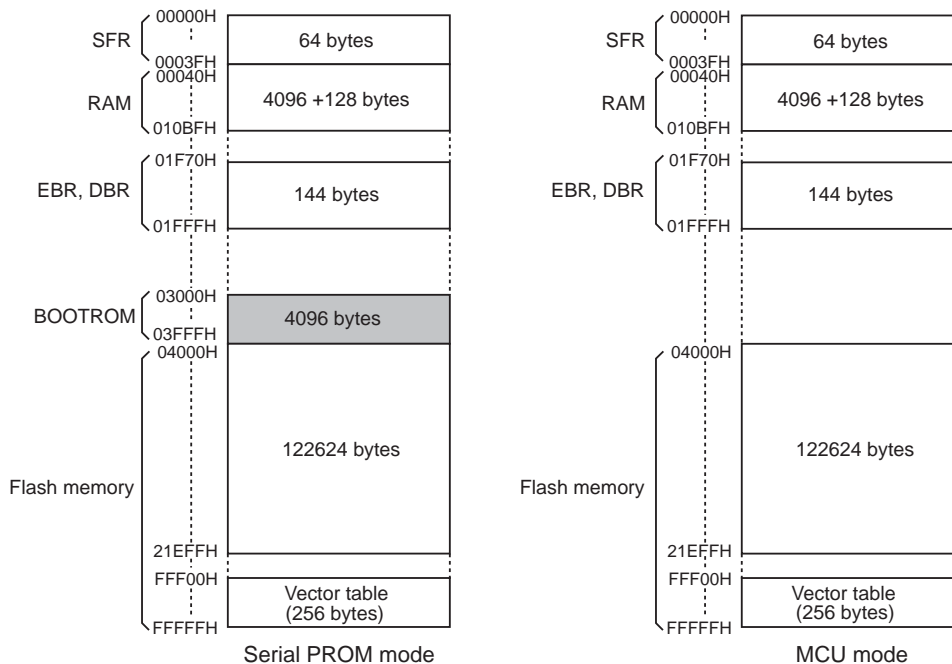 00000H
SFR
64 bytes
0003FH
00040H
RAM
4096 +128 bytes
010BFH
01F70H
EBR, DBR
144 bytes
01FFFH
03000H
BOOTROM
4096 bytes
03FFFH
04000H
122624 bytes
Flash memory
21EFFH
FFF00H
Vector table
(256 bytes)
FFFFFH
Serial PROM mode
00000H
SFR
64 bytes
0003FH
00040H
RAM
4096 +128 bytes
010BFH
01F70H
EBR, DBR
144 bytes
01FFFH
04000H
122624 bytes
Flash memory
21EFFH
FFF00H
Vector table
(256 bytes)
FFFFFH
MCU mode